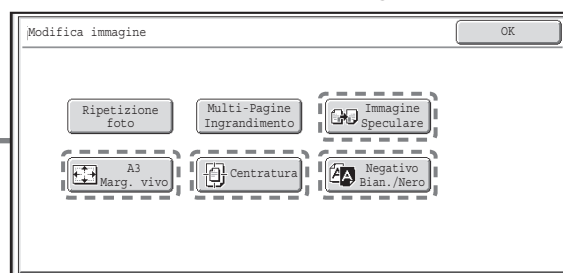 Modifica immagine
OK
Ripetizione
foto
Multi-Pagine
Ingrandimento
Immagine
Speculare
A3
Marg. vivo
Centratura
Negativo
Bian./Nero